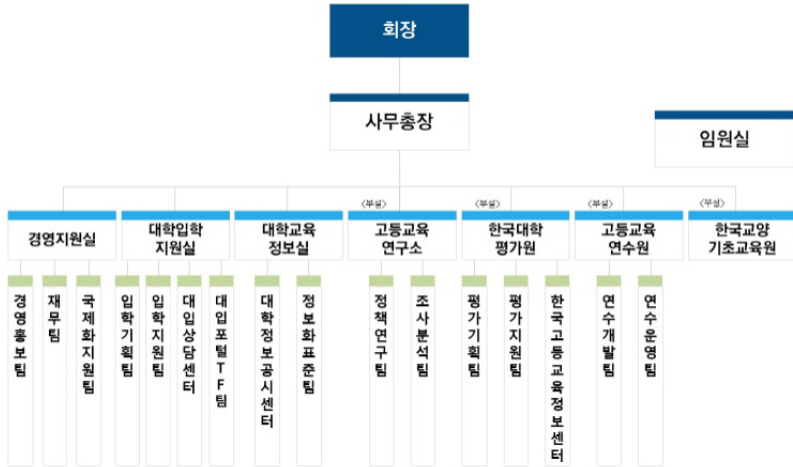 회장
사무총장
임원실
<부설>
<부설>
<부설>
<부설>
경영지원실
대학입학
지원실
대학교육
정보실
고등교육
연구소
한국대학
평가원
고등교육
연수원
한국교양
기초교육원
경영홍보팀
재무팀
국제화지원팀
입학기획팀
입학지원팀
대입상담센터
대입포털TF팀
대학정보공시센터
정보화표준팀
정책연구팀
조사분석팀
평가기획팀
평가지원팀
한국고등교육정보센터
연수개발팀
연수운영팀